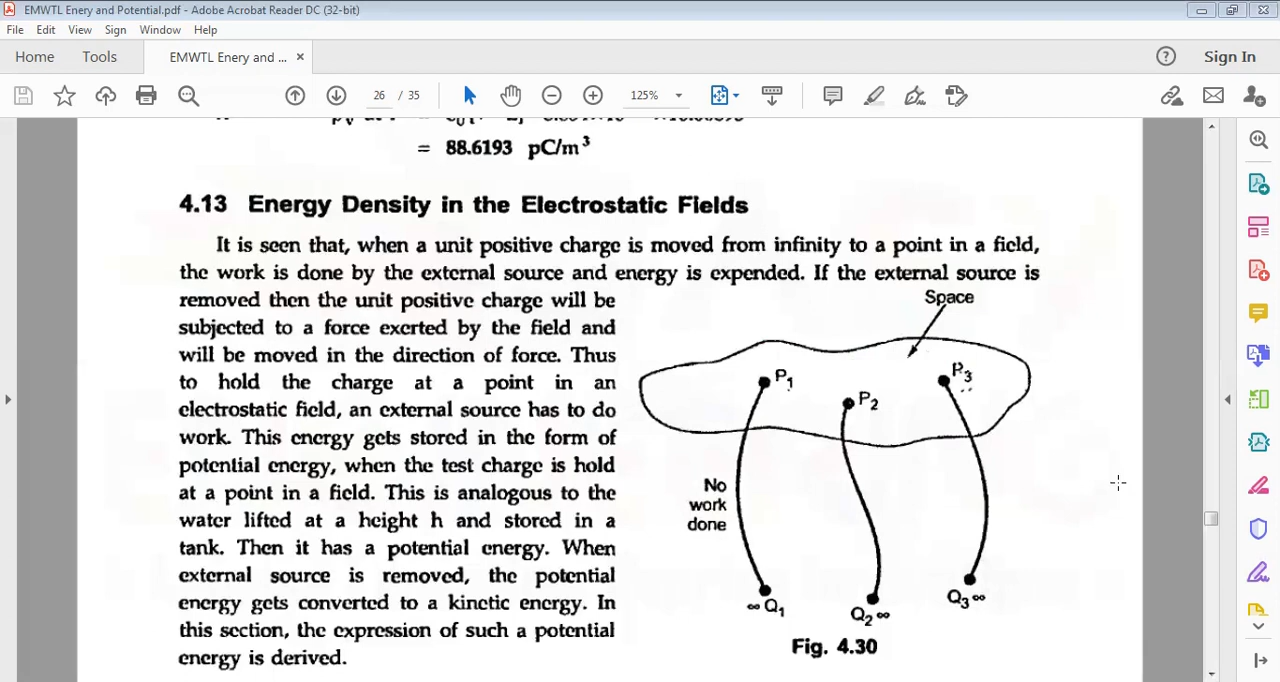 EMWTL Enery and Potential.pdf - Adobe Acrobat Reader DC (32-bit)
File Edit View Sign Window Help
Home Tools EMWTL Enery and ... × Sign In
26 / 35 125%
= 88.6193 pC/m³
4.13 Energy Density in the Electrostatic Fields
It is seen that, when a unit positive charge is moved from infinity to a point in a field,
the work is done by the external source and energy is expended. If the external source is
removed then the unit positive charge will be
subjected to a force exerted by the field and
will be moved in the direction of force. Thus
to hold the charge at a point in an
electrostatic field, an external source has to do
work. This energy gets stored in the form of
potential energy, when the test charge is hold
at a point in a field. This is analogous to the
water lifted at a height h and stored in a
tank. Then it has a potential energy. When
external source is removed, the potential
energy gets converted to a kinetic energy. In
this section, the expression of such a potential
energy is derived.
Space
P₁
P₂
P₃
No
work
done
∞ Q₁
Q₂ ∞
Q₃ ∞
Fig. 4.30